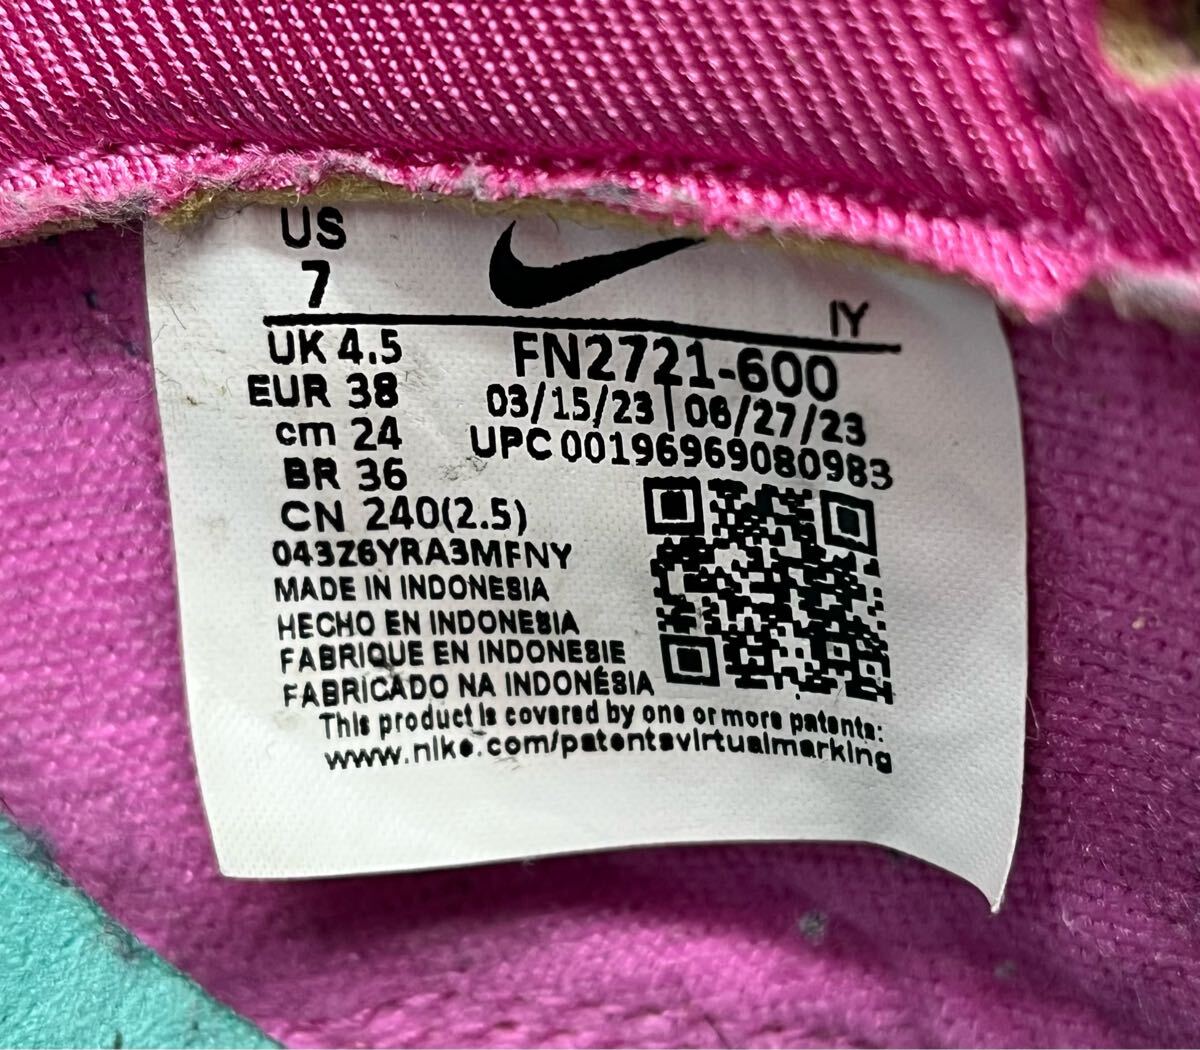 US
7
IY
UK 4.5
EUR 38
cm 24
BR 36
CN 240(2.5)
FN2721-600
03/15/23 | 06/27/23
UPC 00196969080983
043Z6YRA3MFNY
MADE IN INDONESIA
HECHO EN INDONESIA
FABRIQUE EN INDONESIE
FABRICADO NA INDONÉSIA
This product is covered by one or more patents:
www.nike.com/patentsvirtualmarking